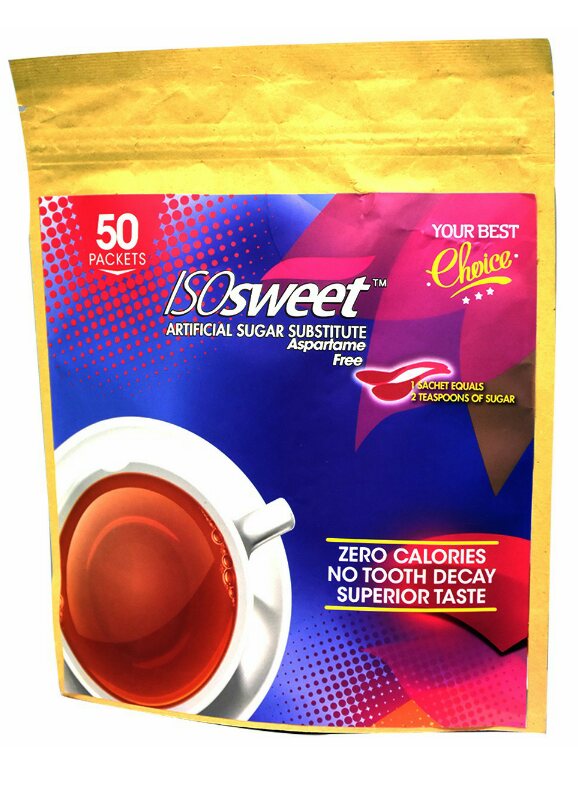 50
PACKETS
YOUR BEST
Choice
ISOsweet™
ARTIFICIAL SUGAR SUBSTITUTE
Aspartame
Free
1 SACHET EQUALS
2 TEASPOONS OF SUGAR
ZERO CALORIES
NO TOOTH DECAY
SUPERIOR TASTE